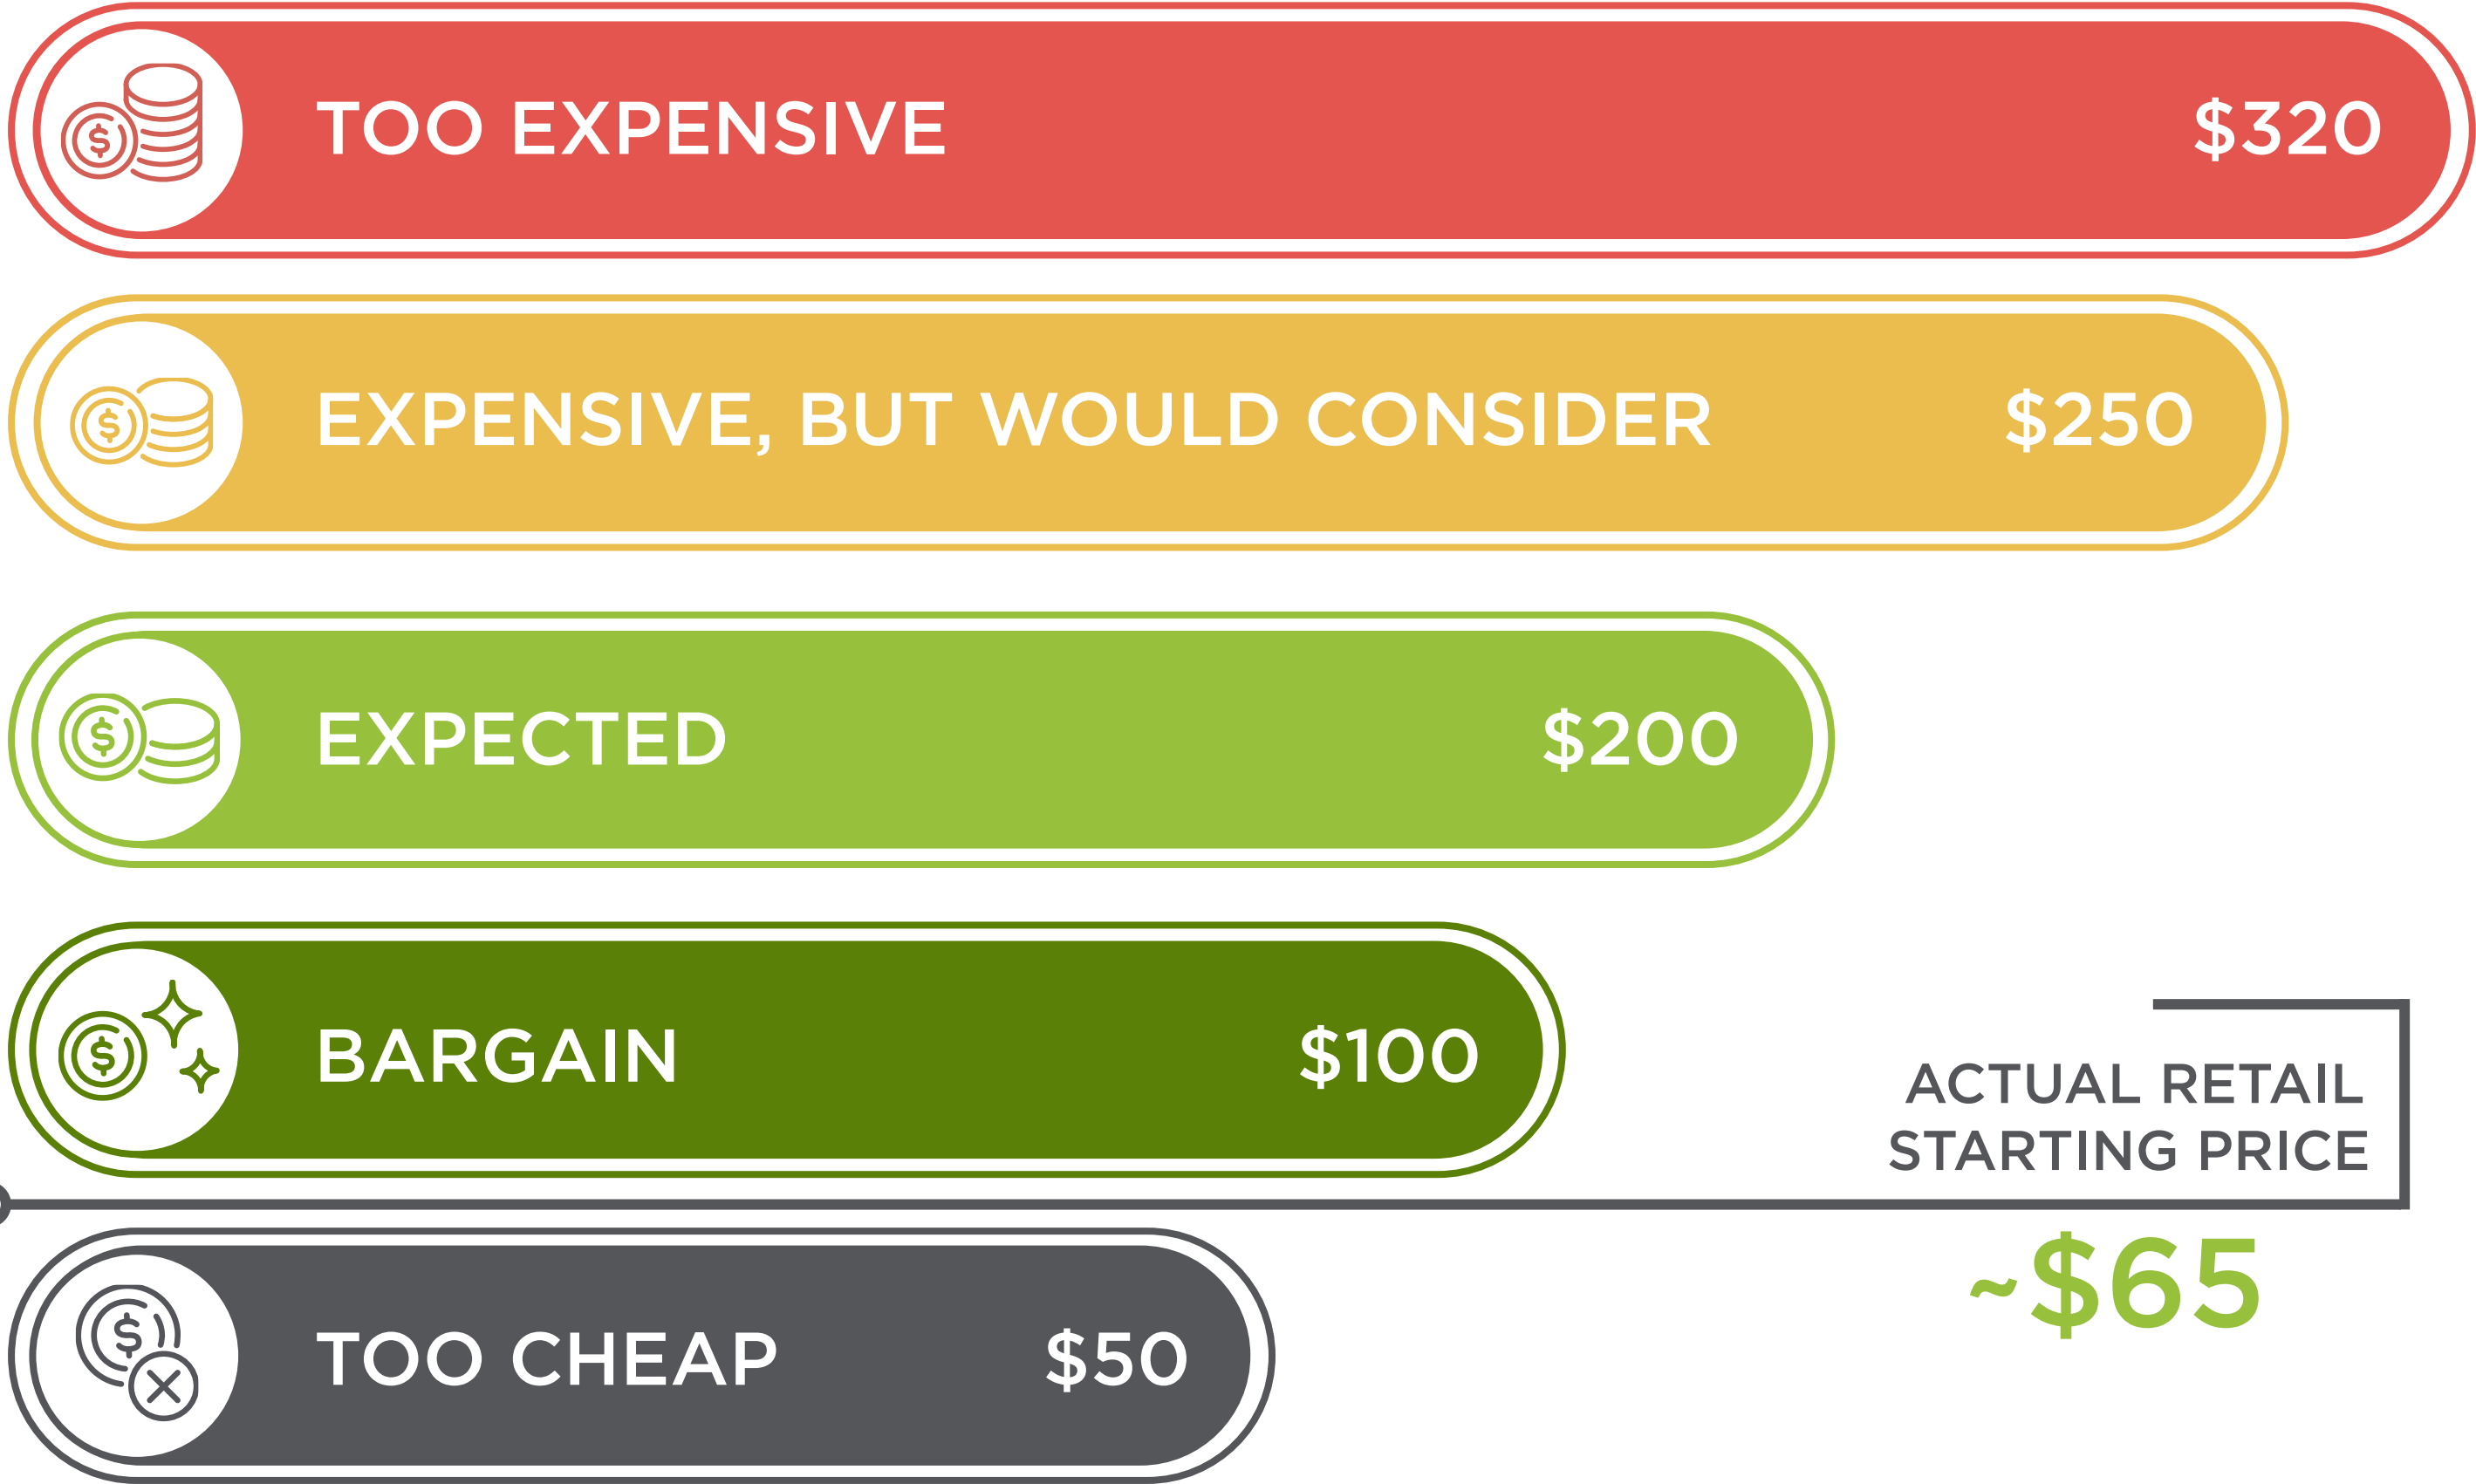 TOO EXPENSIVE $320
EXPENSIVE, BUT WOULD CONSIDER $250
EXPECTED $200
BARGAIN $100
ACTUAL RETAIL
STARTING PRICE
~$65
TOO CHEAP $50